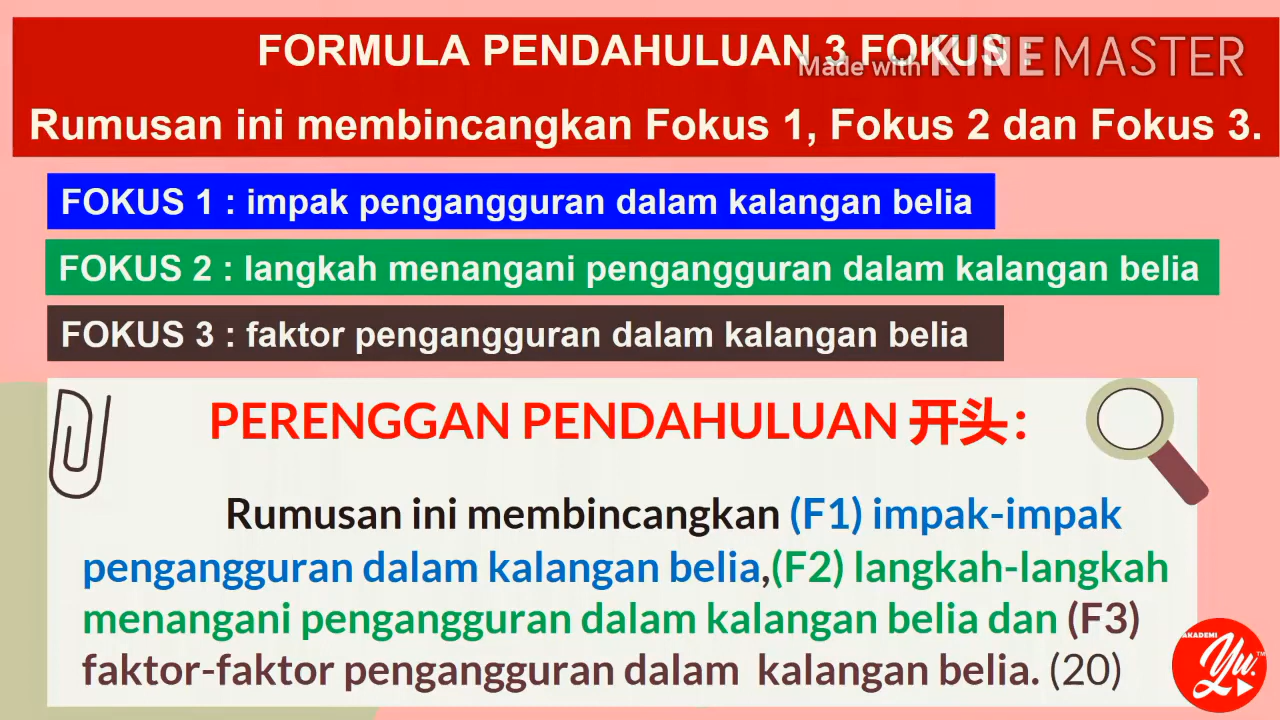 FORMULA PENDAHULUAN 3 FOKUS :
Made with KINEMASTER
Rumusan ini membincangkan Fokus 1, Fokus 2 dan Fokus 3.
FOKUS 1 : impak pengangguran dalam kalangan belia
FOKUS 2 : langkah menangani pengangguran dalam kalangan belia
FOKUS 3 : faktor pengangguran dalam kalangan belia
PERENGGAN PENDAHULUAN 开头:
Rumusan ini membincangkan (F1) impak-impak
pengangguran dalam kalangan belia,(F2) langkah-langkah
menangani pengangguran dalam kalangan belia dan (F3)
faktor-faktor pengangguran dalam kalangan belia. (20)
AKADEMI
Yu.
TM